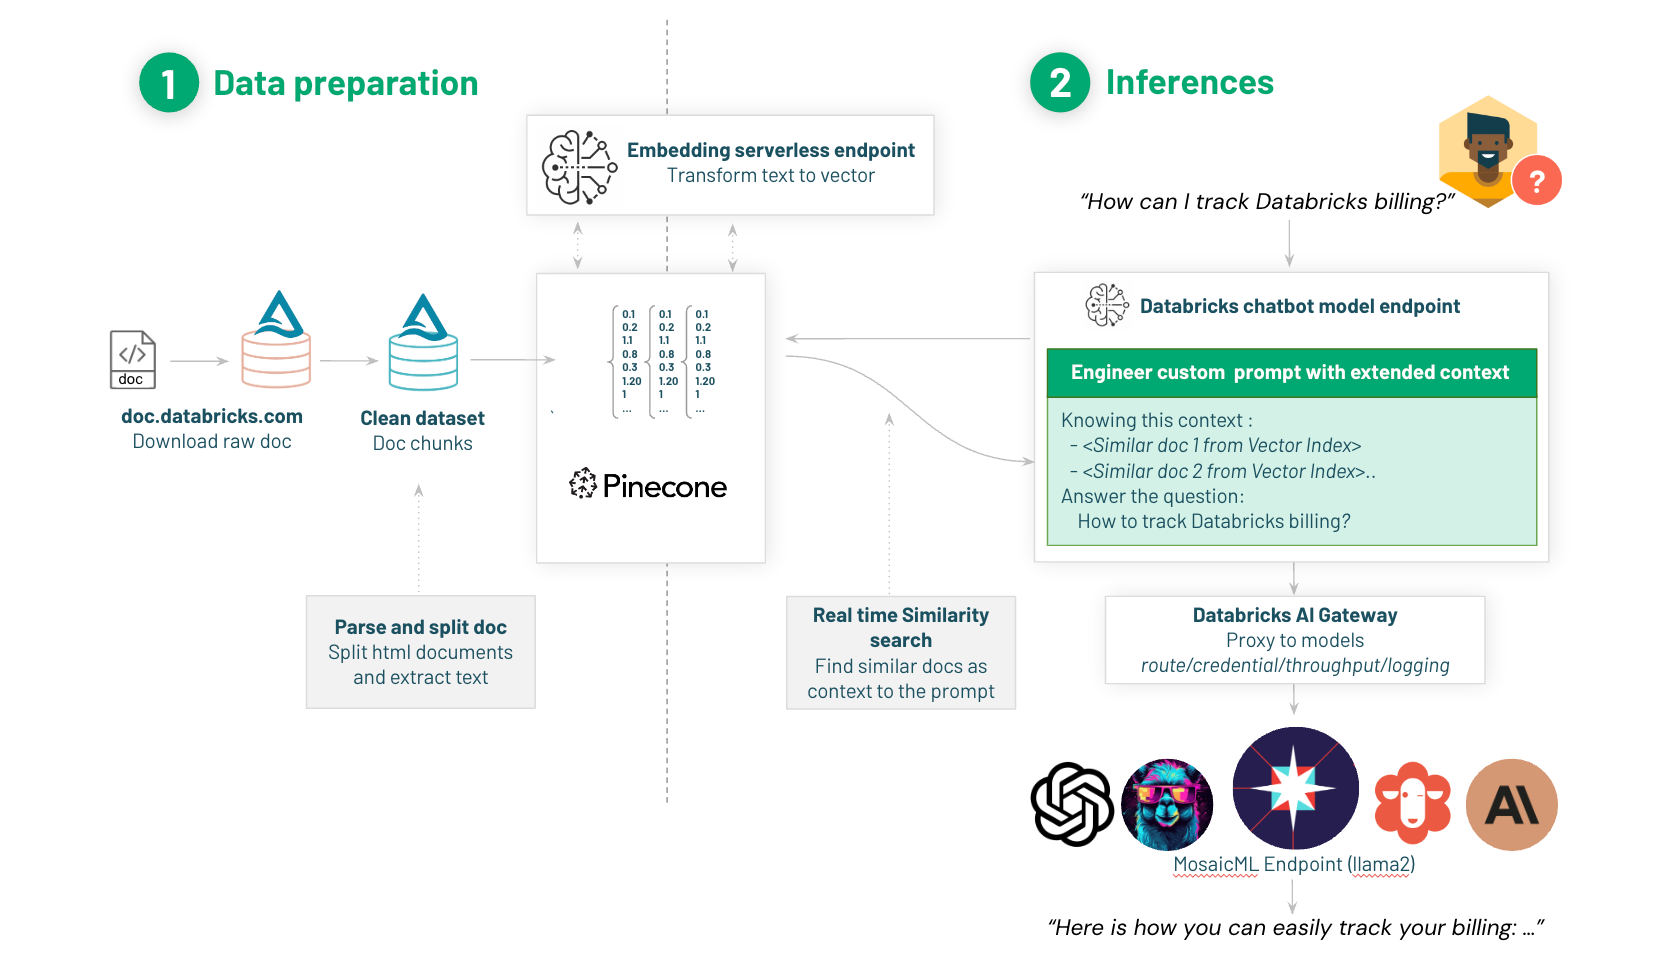 1 Data preparation
2 Inferences
Embedding serverless endpoint
Transform text to vector
?
“How can I track Databricks billing?”
</>
doc
doc.databricks.com
Download raw doc
Clean dataset
Doc chunks
0.1 0.1 0.1
0.2 0.2 0.2
1.1 1.1 1.1
0.8 0.8 0.8
0.3 0.3 0.3
1.20 1.20 1.20
1 1 1
... ... ...
Pinecone
Parse and split doc
Split html documents
and extract text
Real time Similarity
search
Find similar docs as
context to the prompt
Databricks chatbot model endpoint
Engineer custom prompt with extended context
Knowing this context :
- <Similar doc 1 from Vector Index>
- <Similar doc 2 from Vector Index>..
Answer the question:
How to track Databricks billing?
Databricks AI Gateway
Proxy to models
route/credential/throughput/logging
AI
MosaicML Endpoint (llama2)
“Here is how you can easily track your billing: ...”